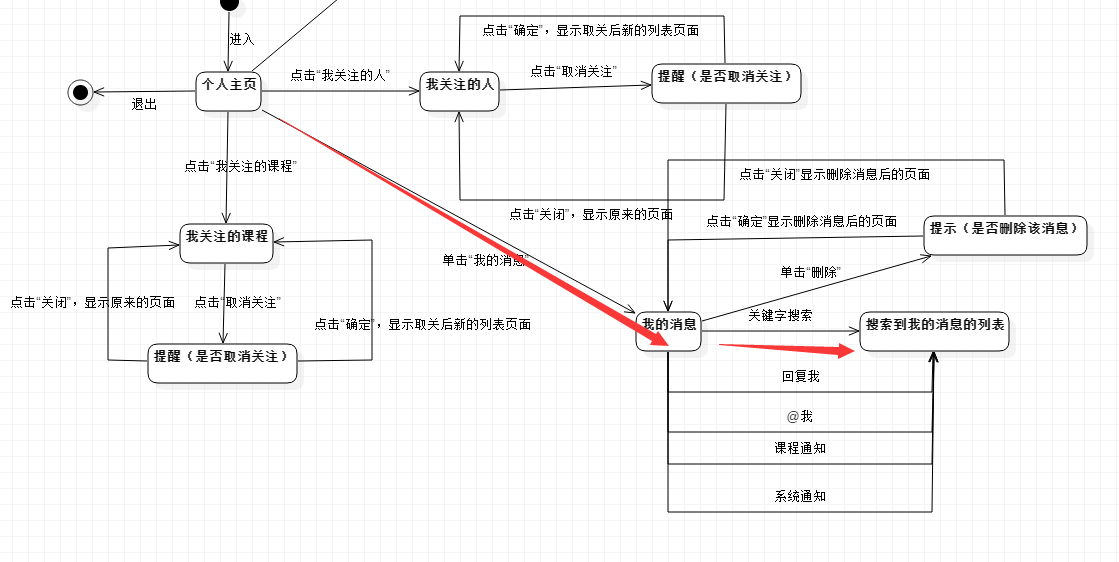 进入
个人主页
退出
点击“我关注的人”
我关注的人
点击“确定”，显示取关后新的列表页面
点击“取消关注”
提醒（是否取消关注）
点击“关闭”，显示原来的页面
点击“我关注的课程”
我关注的课程
点击“关闭”，显示原来的页面
点击“取消关注”
点击“确定”，显示取关后新的列表页面
提醒（是否取消关注）
单击“我的消息”
点击“关闭”显示删除消息后的页面
点击“确定”显示删除消息后的页面
提示（是否删除该消息）
单击“删除”
我的消息
关键字搜索
搜索到我的消息的列表
回复我
@我
课程通知
系统通知